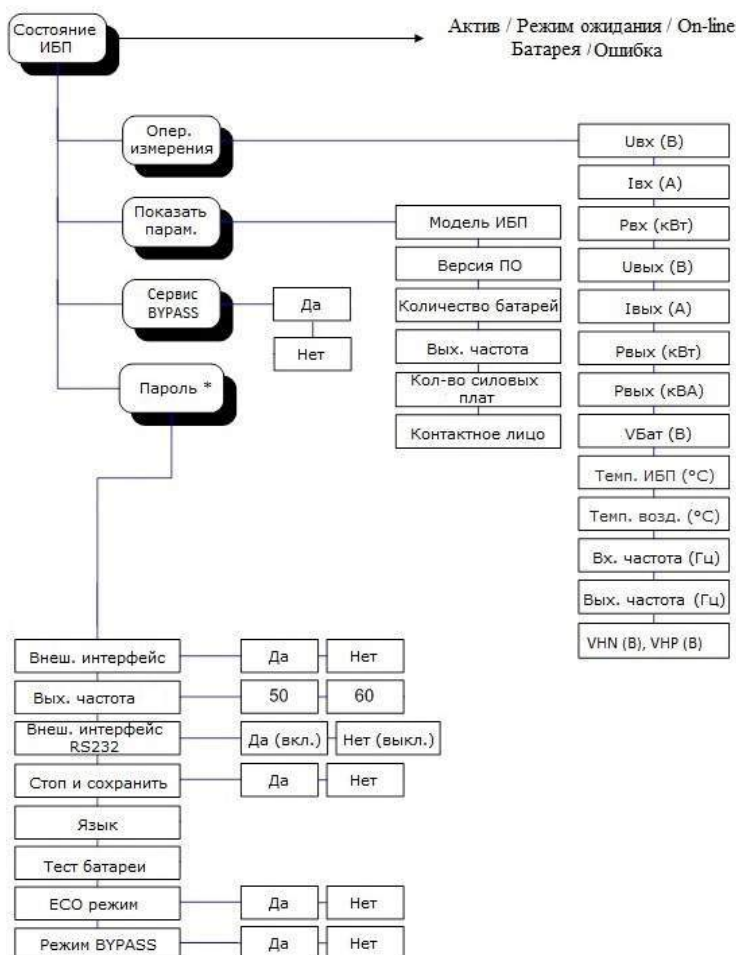 Состояние
ИБП
Актив / Режим ожидания / On-line
Батарея / Ошибка
Опер.
измерения
Uвх (В)
Iвх (А)
Pвх (кВт)
Uвых (В)
Iвых (А)
Pвых (кВт)
Pвых (кВА)
VБат (В)
Темп. ИБП (°C)
Темп. возд. (°C)
Вх. частота (Гц)
Вых. частота (Гц)
VHN (В), VHP (В)
Показать
парам.
Модель ИБП
Версия ПО
Количество батарей
Вых. частота
Кол-во силовых
плат
Контактное лицо
Сервис
BYPASS
Да
Нет
Пароль *
Внеш. интерфейс
Да
Нет
Вых. частота
50
60
Внеш. интерфейс
RS232
Да (вкл.)
Нет (выкл.)
Стоп и сохранить
Да
Нет
Язык
Тест батареи
ECO режим
Да
Нет
Режим BYPASS
Да
Нет